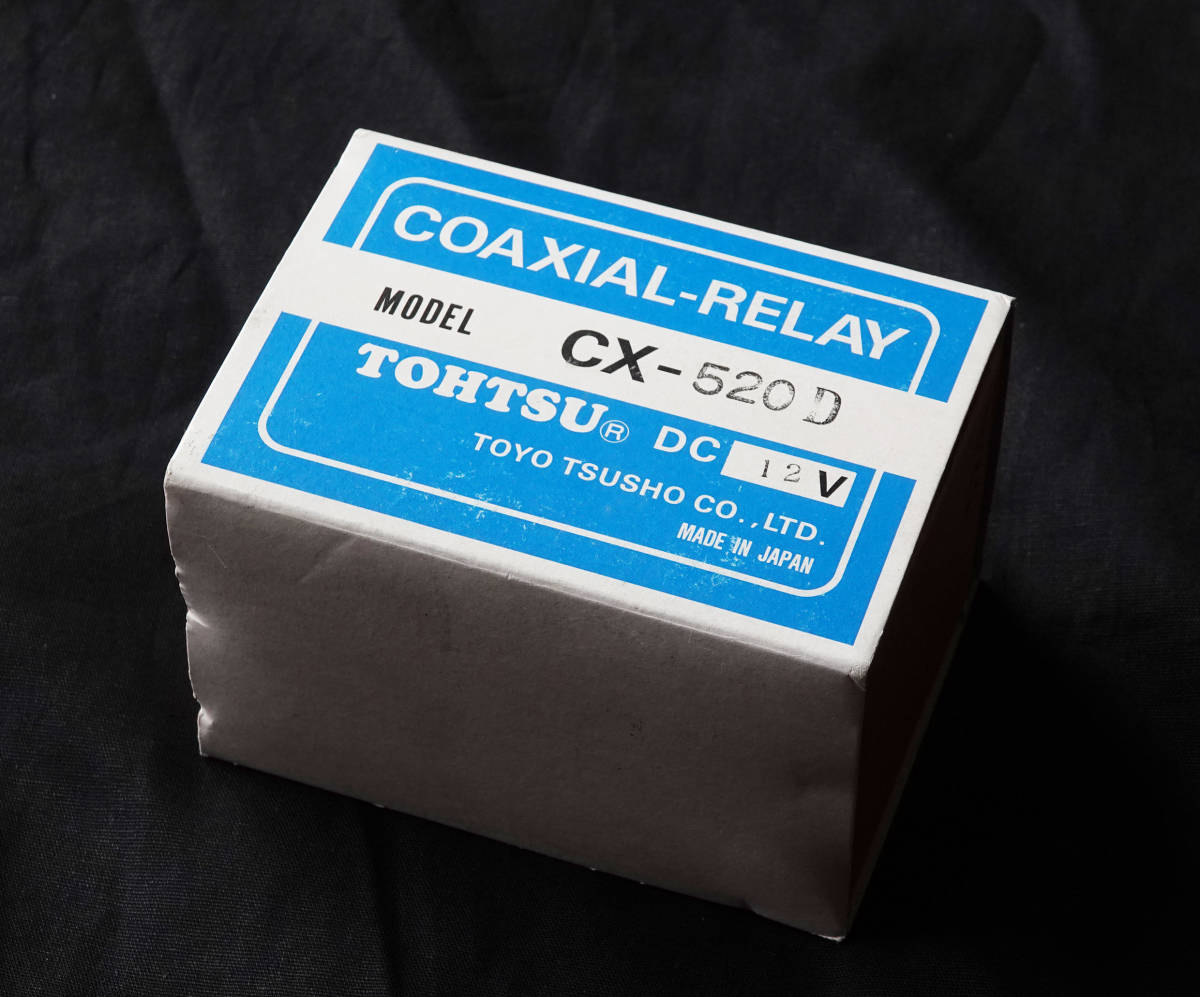 COAXIAL-RELAY
MODEL CX-520D
TOHTSU® DC 12V
TOYO TSUSHO CO.,LTD.
MADE IN JAPAN